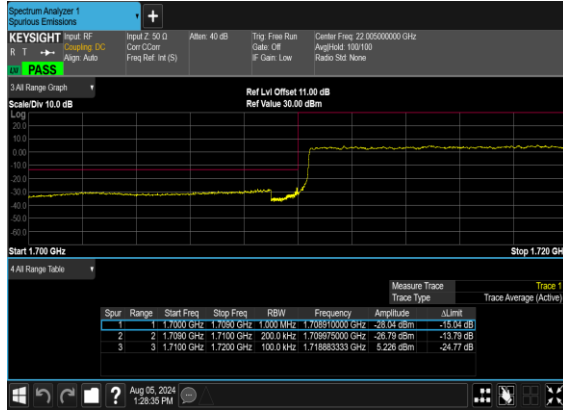 Spectrum Analyzer 1
Spurious Emissions
+
KEYSIGHT Input: RF Input Z: 50 Ω Atten: 40 dB Trig: Free Run Center Freq: 22.005000000 GHz
R T Coupling: DC Corr CCorr Gate: Off Avg|Hold: 100/100
Align: Auto Freq Ref: Int (S) IF Gain: Low Radio Std: None
LXI PASS
3 All Range Graph
Ref Lvl Offset 11.00 dB
Scale/Div 10.0 dB Ref Value 30.00 dBm
Log
20.0
10.0
0.00
-10.0
-20.0
-30.0
-40.0
-50.0
-60.0
Start 1.700 GHz Stop 1.720 GH
4 All Range Table
Measure Trace Trace 1
Trace Type Trace Average (Active)
Spur Range Start Freq Stop Freq RBW Frequency Amplitude ΔLimit
1 1 1.7000 GHz 1.7090 GHz 1.000 MHz 1.708910000 GHz -28.04 dBm -15.04 dB
2 2 1.7090 GHz 1.7100 GHz 200.0 kHz 1.709975000 GHz -26.79 dBm -13.79 dB
3 3 1.7100 GHz 1.7200 GHz 100.0 kHz 1.718883333 GHz 5.226 dBm -24.77 dB
? Aug 05, 2024
1:28:35 PM